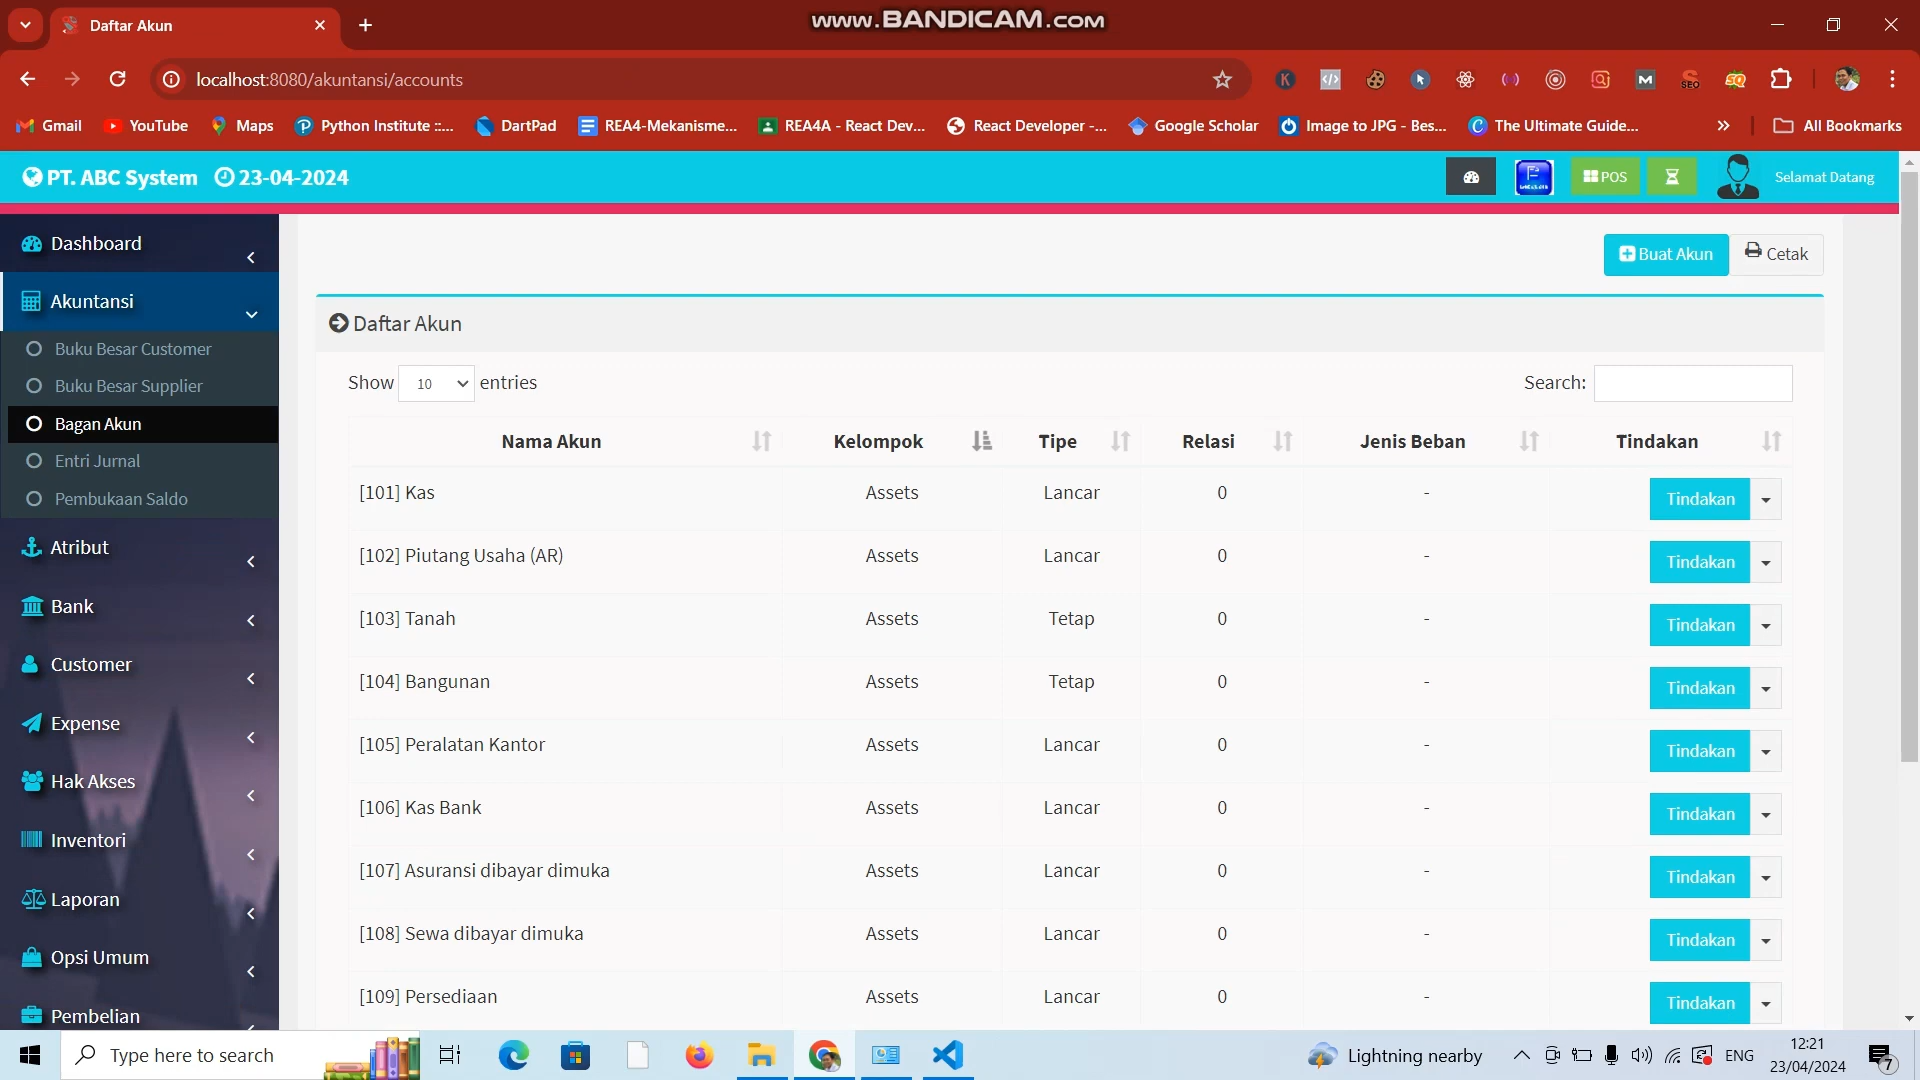 Daftar Akun
www.BANDICAM.com
localhost:8080/akuntansi/accounts
Gmail YouTube Maps Python Institute ::... DartPad REA4-Mekanisme... REA4A - React Dev... React Developer -... Google Scholar Image to JPG - Bes... The Ultimate Guide... All Bookmarks
PT. ABC System 23-04-2024 POS Selamat Datang
Dashboard
Akuntansi
Buku Besar Customer
Buku Besar Supplier
Bagan Akun
Entri Jurnal
Pembukaan Saldo
Atribut
Bank
Customer
Expense
Hak Akses
Inventori
Laporan
Opsi Umum
Pembelian
Buat Akun Cetak
Daftar Akun
Show 10 entries Search:
Nama Akun Kelompok Tipe Relasi Jenis Beban Tindakan
[101] Kas Assets Lancar 0 - Tindakan
[102] Piutang Usaha (AR) Assets Lancar 0 - Tindakan
[103] Tanah Assets Tetap 0 - Tindakan
[104] Bangunan Assets Tetap 0 - Tindakan
[105] Peralatan Kantor Assets Lancar 0 - Tindakan
[106] Kas Bank Assets Lancar 0 - Tindakan
[107] Asuransi dibayar dimuka Assets Lancar 0 - Tindakan
[108] Sewa dibayar dimuka Assets Lancar 0 - Tindakan
[109] Persediaan Assets Lancar 0 - Tindakan
Type here to search
Lightning nearby
ENG
12:21
23/04/2024
7